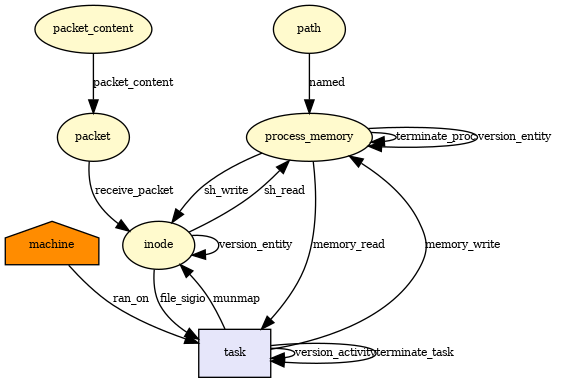 packet_content
path
packet_content
named
packet
process_memory
terminate_proc
version_entity
receive_packet
sh_write
sh_read
machine
inode
version_entity
memory_read
memory_write
ran_on
file_sigio
munmap
task
version_activity
terminate_task